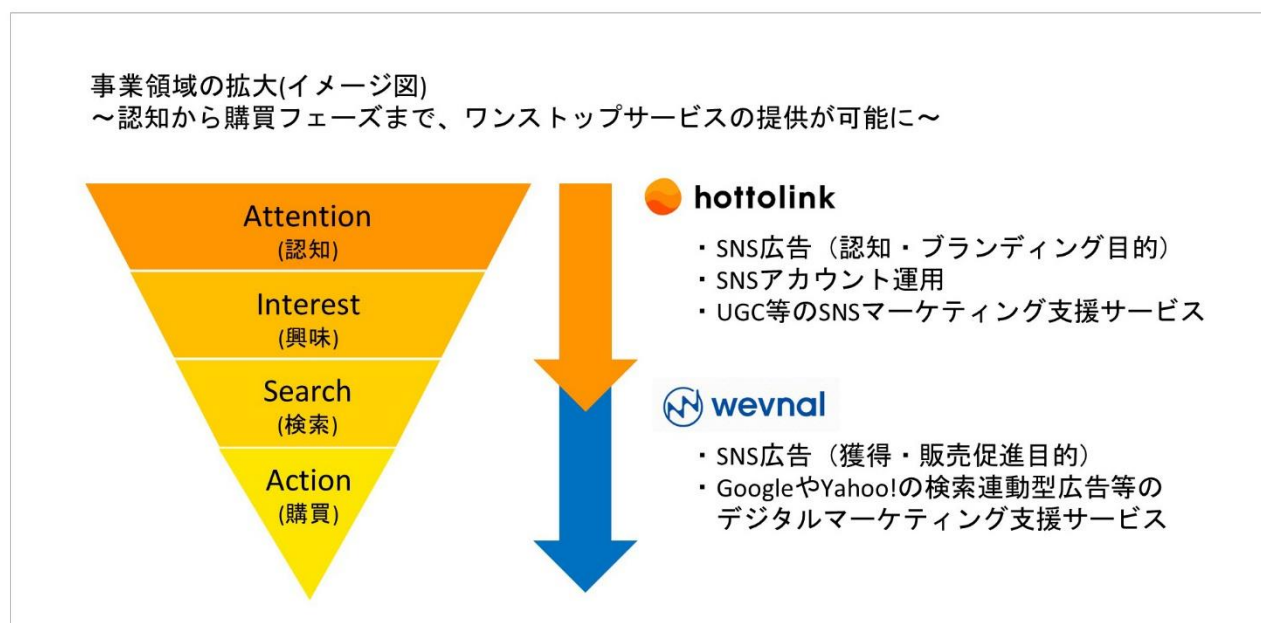 事業領域の拡大(イメージ図)
～認知から購買フェーズまで、ワンストップサービスの提供が可能に～
Attention
(認知)
Interest
(興味)
Search
(検索)
Action
(購買)
hottolink
・SNS広告（認知・ブランディング目的）
・SNSアカウント運用
・UGC等のSNSマーケティング支援サービス
wevnal
・SNS広告（獲得・販売促進目的）
・GoogleやYahoo!の検索連動型広告等の
デジタルマーケティング支援サービス